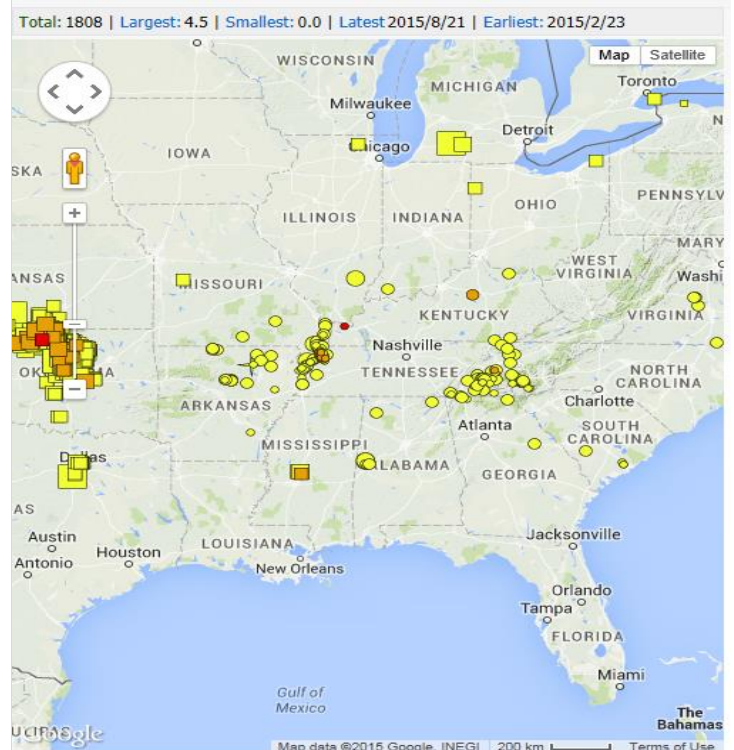 Total: 1808 | Largest: 4.5 | Smallest: 0.0 | Latest 2015/8/21 | Earliest: 2015/2/23
WISCONSIN
Map Satellite
MICHIGAN
Toronto
Milwaukee
Detroit
IOWA
Chicago
SKA
PENNSYLV
OHIO
ILLINOIS
INDIANA
MARY
WEST
VIRGINIA
Washi
ANSAS
MISSOURI
KENTUCKY
VIRGINIA
Nashville
TENNESSEE
NORTH
CAROLINA
Charlotte
ARKANSAS
Atlanta
SOUTH
CAROLINA
MISSISSIPPI
Dallas
ALABAMA
GEORGIA
AS
Austin
LOUISIANA
Jacksonville
Antonio
Houston
New Orleans
Orlando
Tampa
FLORIDA
Miami
Gulf of
Mexico
The
Bahamas
Google
Map data ©2015 Google, INEGI 200 km Terms of Use